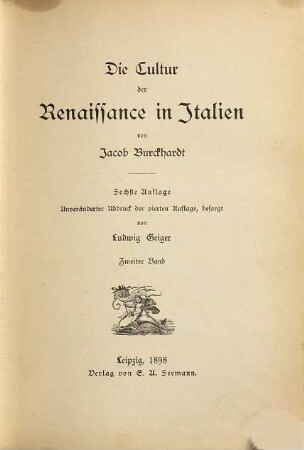 Die Cultur
der
Renaissance in Italien
von
Jacob Burckhardt
Sechste Auflage
Unveränderter Abdruck der vierten Auflage, besorgt
von
Ludwig Geiger
Zweiter Band
Leipzig, 1898
Verlag von E. A. Seemann.